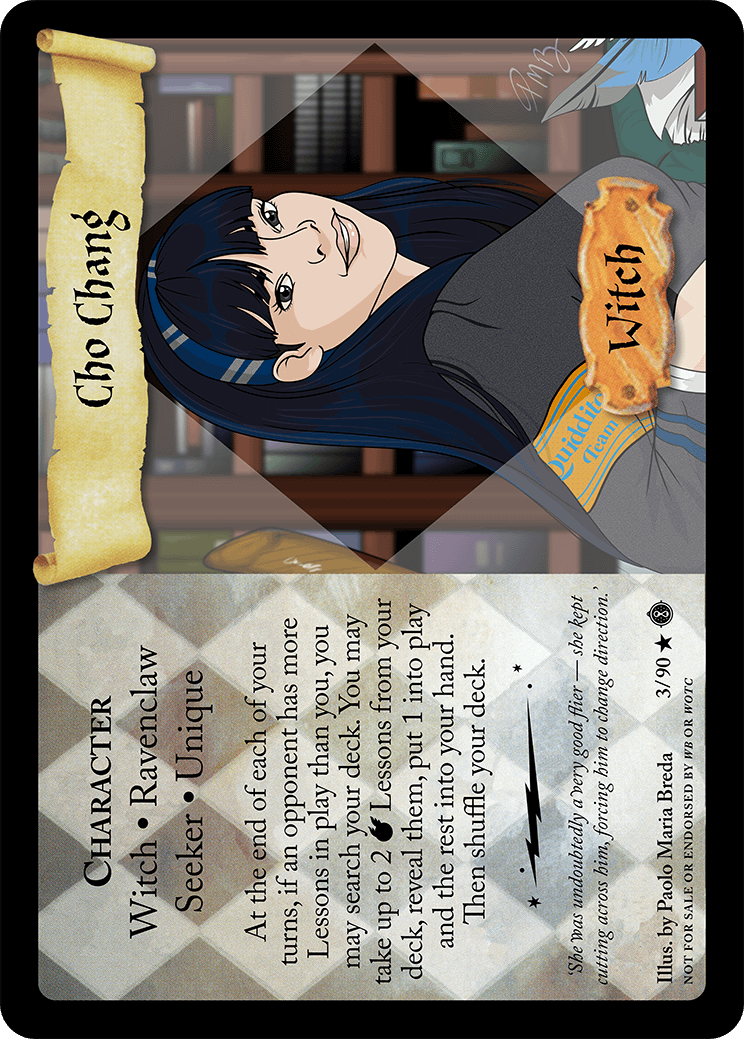 Cho Chang
PMB
Witch
Quidditc
Team
CHARACTER
Witch • Ravenclaw
Seeker • Unique
At the end of each of your
turns, if an opponent has more
Lessons in play than you, you
may search your deck. You may
take up to 2 Lessons from your
deck, reveal them, put 1 into play
and the rest into your hand.
Then shuffle your deck.
'She was undoubtedly a very good flier — she kept
cutting across him, forcing him to change direction.'
Illus. by Paolo Maria Breda 3/90 ★
NOT FOR SALE OR ENDORSED BY WB OR WOTC